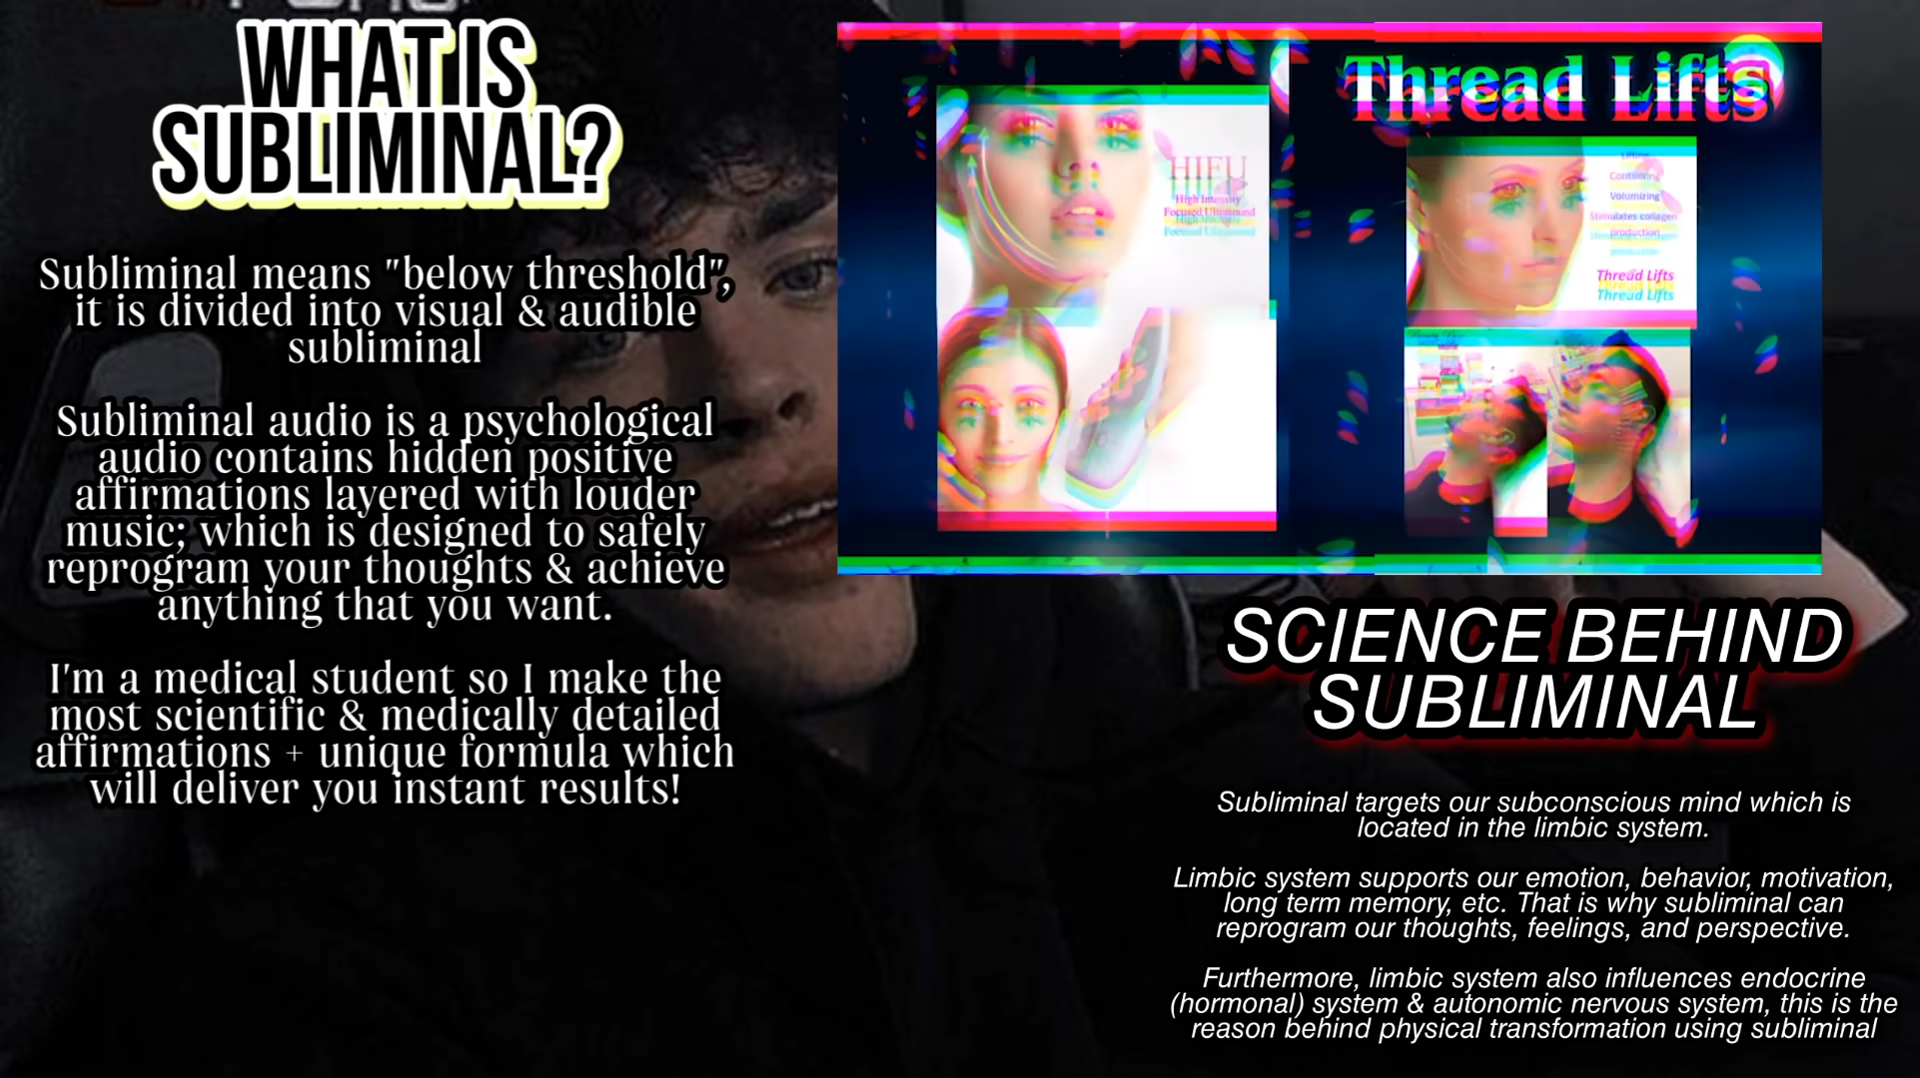 WHAT IS
SUBLIMINAL?
Subliminal means "below threshold",
it is divided into visual & audible
subliminal
Subliminal audio is a psychological
audio contains hidden positive
affirmations layered with louder
music; which is designed to safely
reprogram your thoughts & achieve
anything that you want.
I'm a medical student so I make the
most scientific & medically detailed
affirmations + unique formula which
will deliver you instant results!
HIFU
High Intensity
Focused Ultrasound
High Intensity
Focused Ultrasound
Thread Lifts
Lifting
Contouring
Volumizing
Stimulates collagen
production
Thread Lifts
Thread Lifts
SCIENCE BEHIND
SUBLIMINAL
Subliminal targets our subconscious mind which is
located in the limbic system.
Limbic system supports our emotion, behavior, motivation,
long term memory, etc. That is why subliminal can
reprogram our thoughts, feelings, and perspective.
Furthermore, limbic system also influences endocrine
(hormonal) system & autonomic nervous system, this is the
reason behind physical transformation using subliminal